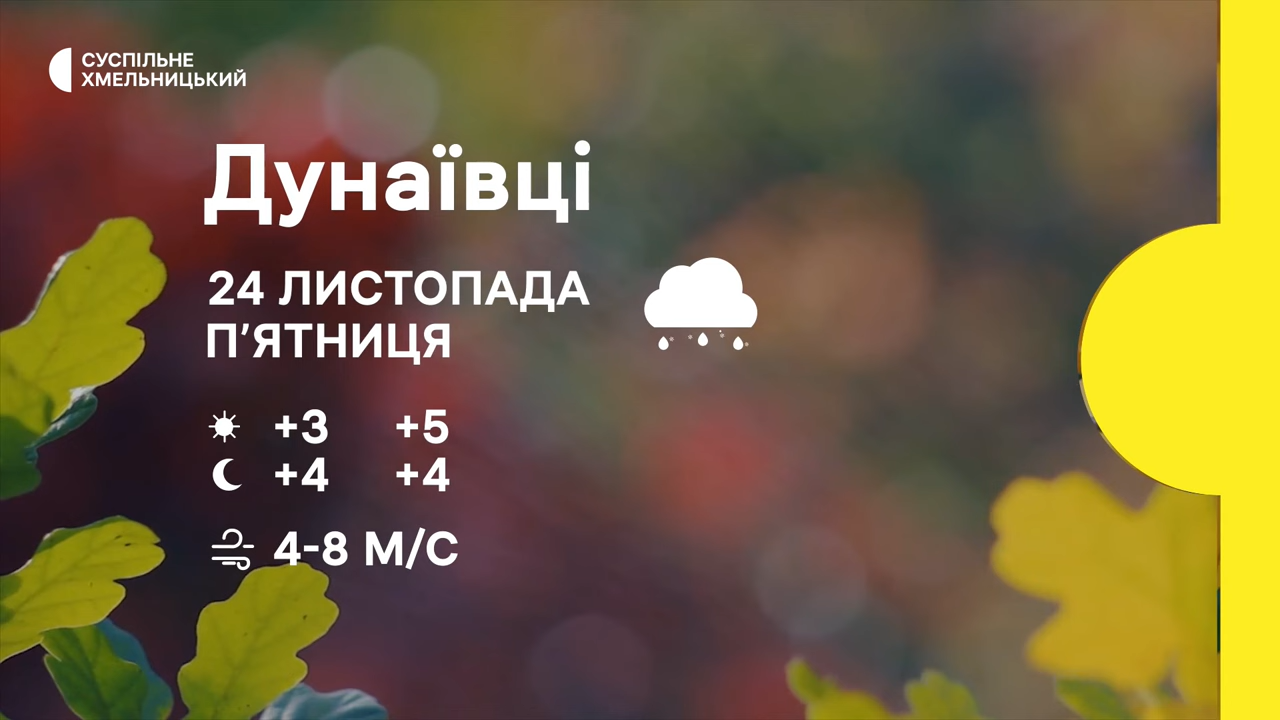 СУСПІЛЬНЕ
ХМЕЛЬНИЦЬКИЙ
Дунаївці
24 ЛИСТОПАДА
П’ЯТНИЦЯ
+3 +5
+4 +4
4-8 М/С